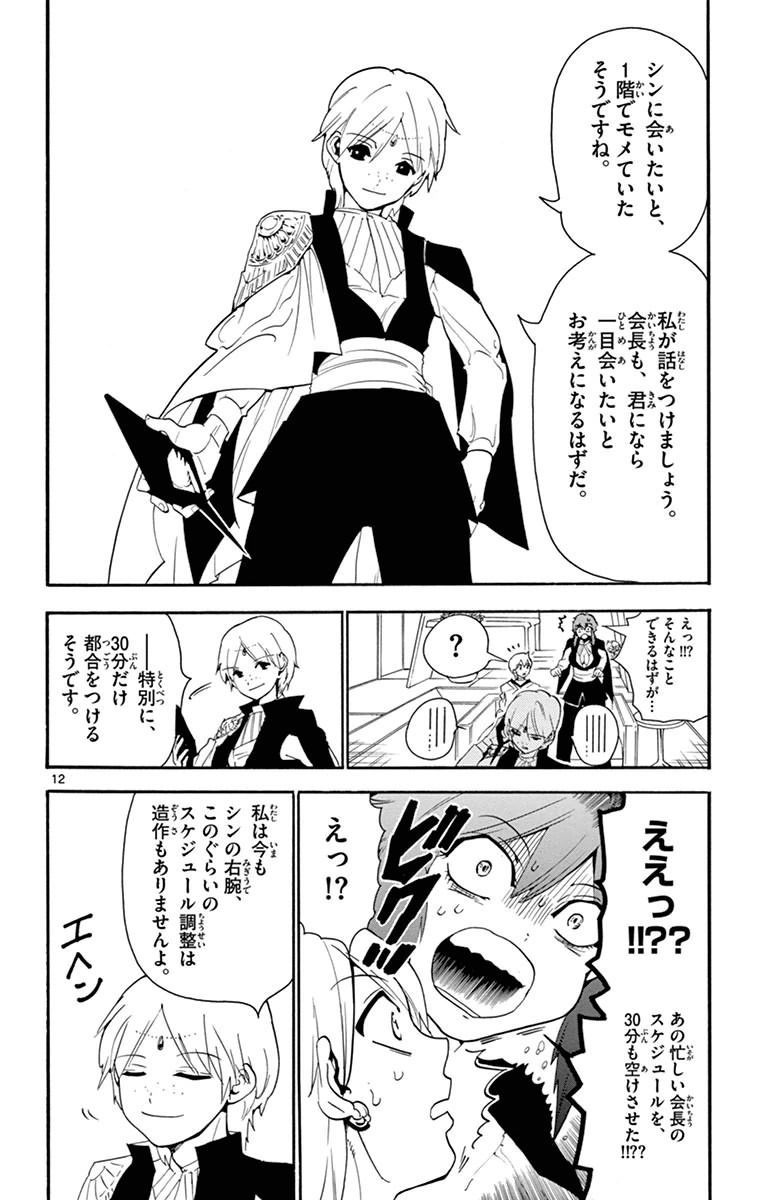 シンに会いたいと、
1階でモメていた
そうですね。
私が話をつけましょう。
会長も、君になら
一目会いたいと
お考えになるはずだ。
えっ!!?
そんなこと
できるはずが…
?
――特別に、
30分だけ
都合をつける
そうです。
12
ええっ!!??
あの忙しい会長の
スケジュールを、
30分も空けさせた!!??
ビクッ
えっ!?
私は今も
シンの右腕、
このぐらいの
スケジュール調整は
造作もありませんよ。
エヘン